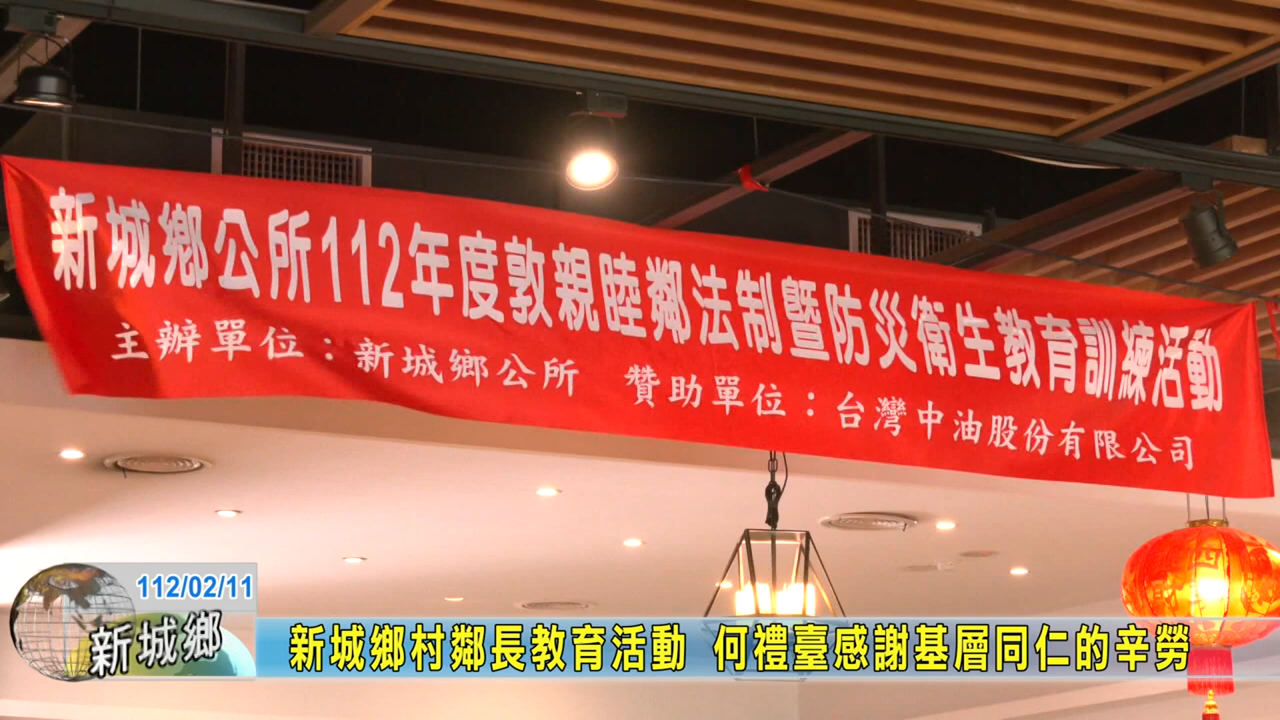 新城鄉公所112年度敦親睦鄰法制暨防災衛生教育訓練活動
主辦單位：新城鄉公所　贊助單位：台灣中油股份有限公司
112/02/11
新城鄉
新城鄉村鄰長教育活動 何禮臺感謝基層同仁的辛勞